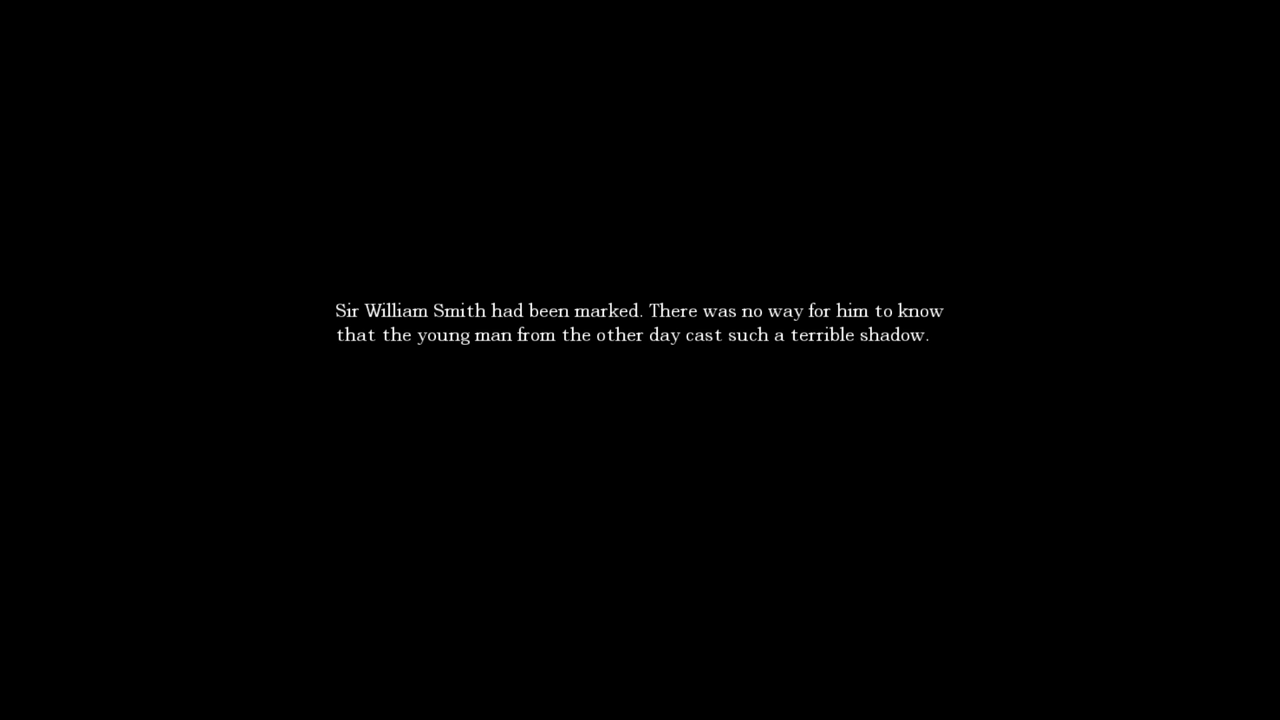 Sir William Smith had been marked. There was no way for him to know
that the young man from the other day cast such a terrible shadow.